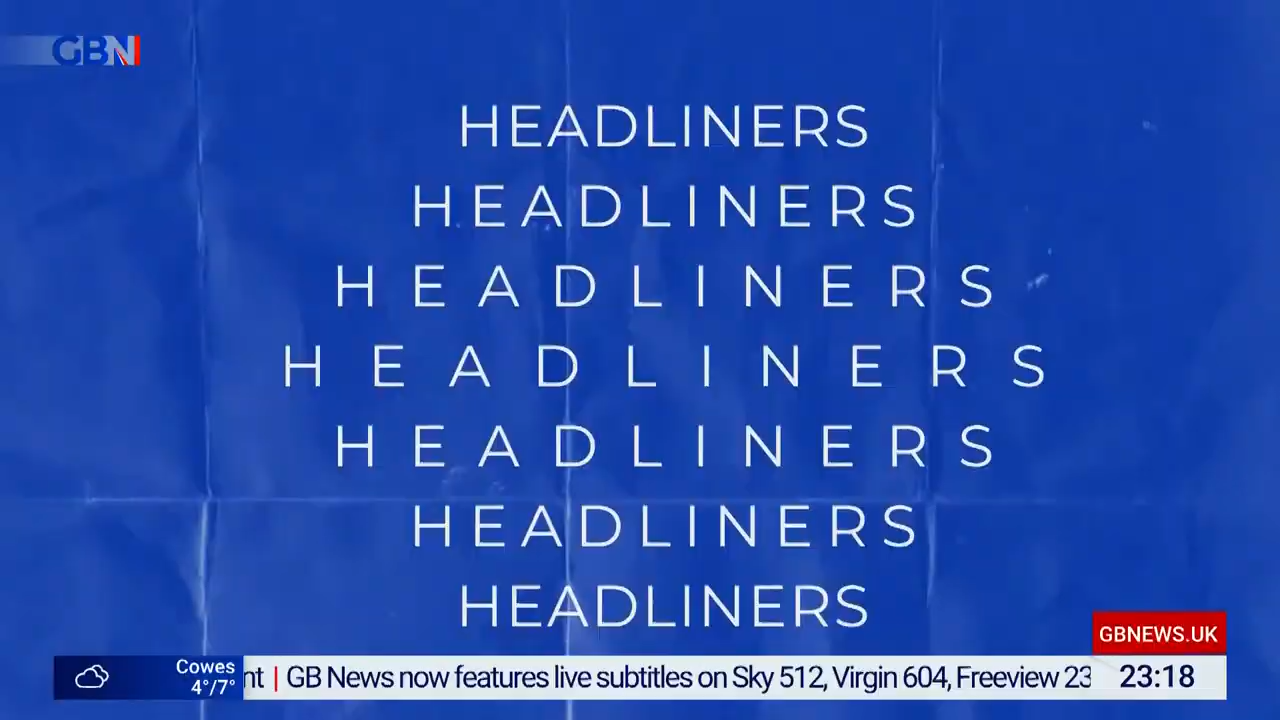 GBN
HEADLINERS
HEADLINERS
HEADLINERS
HEADLINERS
HEADLINERS
HEADLINERS
HEADLINERS
GBNEWS.UK
Cowes
4°/7°
nt | GB News now features live subtitles on Sky 512, Virgin 604, Freeview 23
23:18